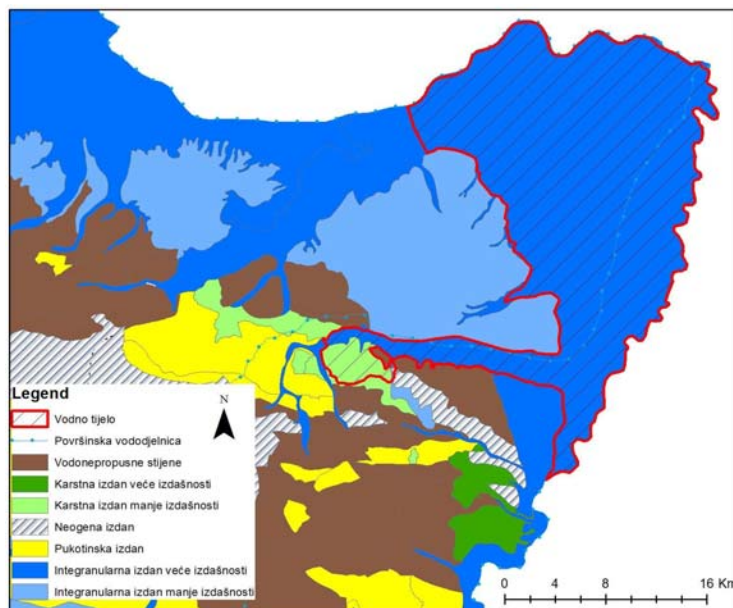 Legend
N
Vodno tijelo
Površinska vododjelnica
Vodonepropusne stijene
Karstna izdan veće izdašnosti
Karstna izdan manje izdašnosti
Neogena izdan
Pukotinska izdan
Integranularna izdan veće izdašnosti
Integranularna izdan manje izdašnosti
0 4 8 16 Km